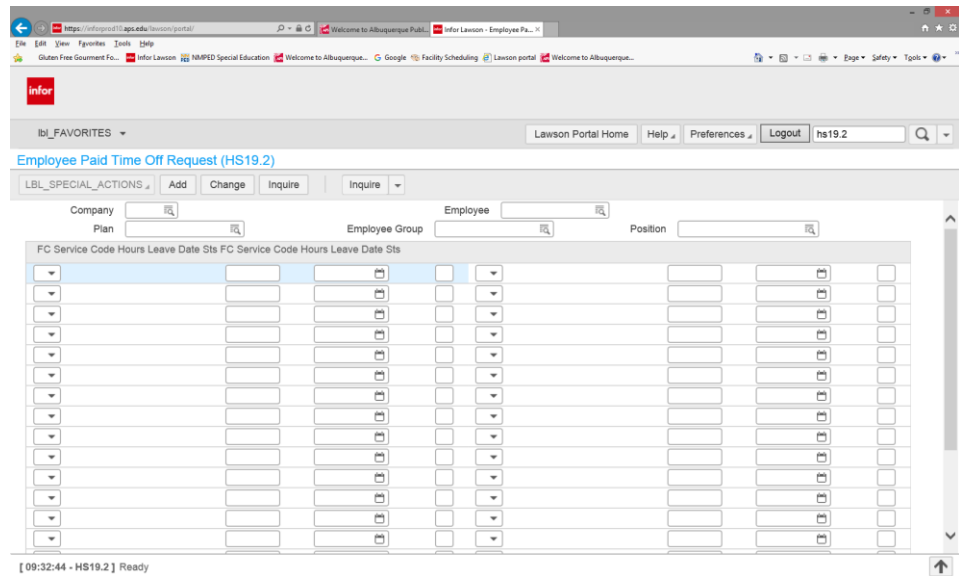 https://inforprod10.aps.edu/lawson/portal/ Welcome to Albuquerque Publ... Infor Lawson - Employee Pa... ×
File Edit View Favorites Tools Help
Gluten Free Gourment Fo... Infor Lawson NMPED Special Education Welcome to Albuquerque... Google Facility Scheduling Lawson portal Welcome to Albuquerque... Page Safety Tools
infor
lbl_FAVORITES Lawson Portal Home Help Preferences Logout hs19.2
Employee Paid Time Off Request (HS19.2)
LBL_SPECIAL_ACTIONS Add Change Inquire Inquire
Company Employee
Plan Employee Group Position
FC Service Code Hours Leave Date Sts FC Service Code Hours Leave Date Sts
[ 09:32:44 - HS19.2 ] Ready